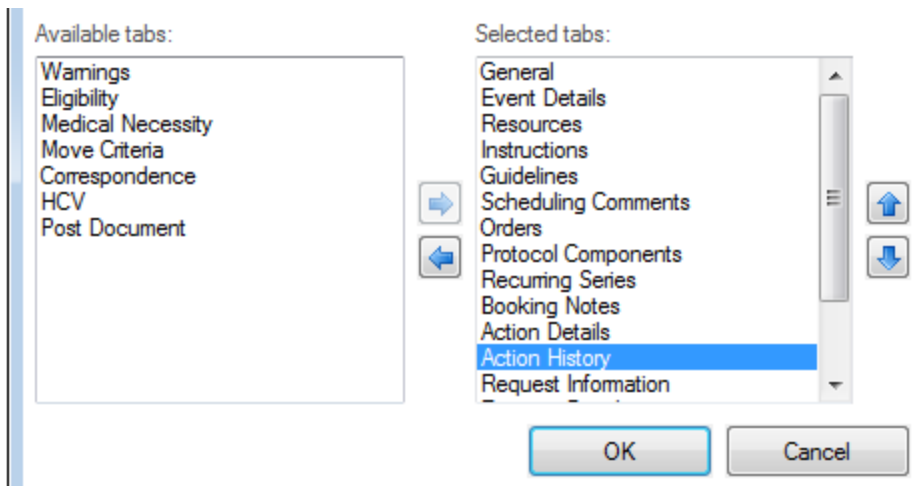 Available tabs:
Warnings
Eligibility
Medical Necessity
Move Criteria
Correspondence
HCV
Post Document
Selected tabs:
General
Event Details
Resources
Instructions
Guidelines
Scheduling Comments
Orders
Protocol Components
Recurring Series
Booking Notes
Action Details
Action History
Request Information
OK
Cancel